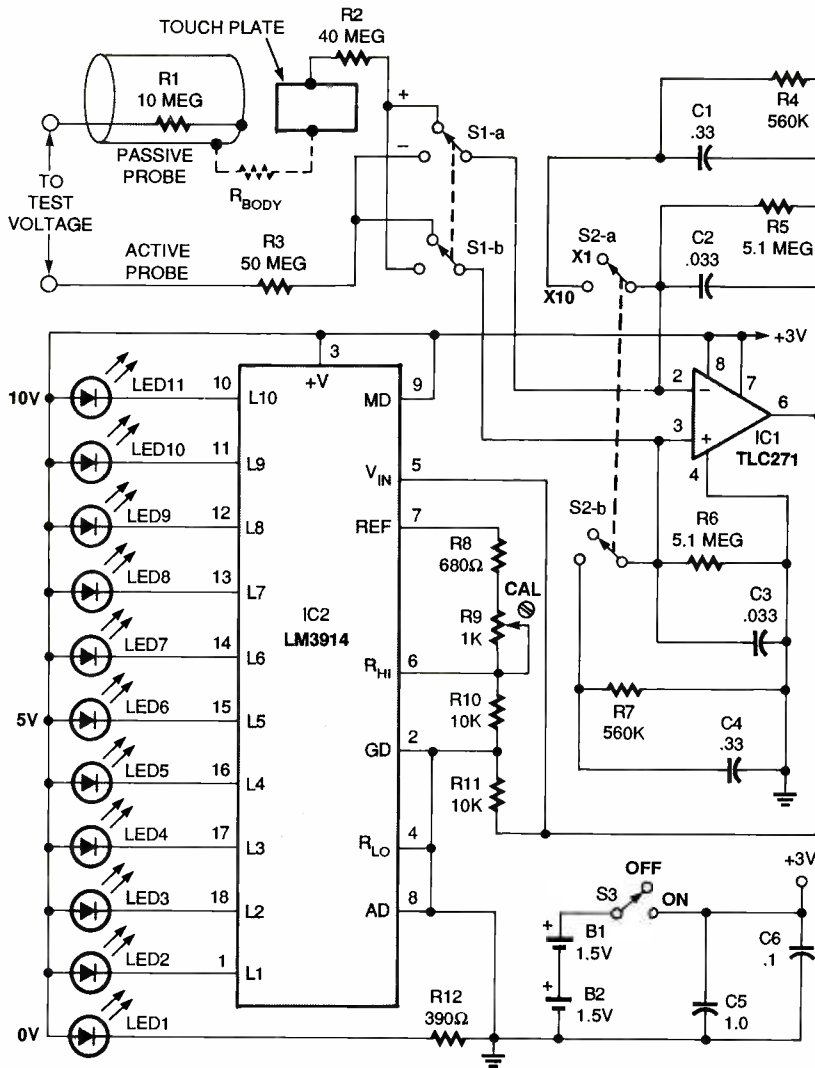 TOUCH PLATE
R2
40 MEG
R1
10 MEG
PASSIVE
PROBE
R BODY
TO
TEST
VOLTAGE
ACTIVE
PROBE
R3
50 MEG
+
−
S1-a
S1-b
R4
560K
C1
.33
R5
5.1 MEG
C2
.033
S2-a
X1
X10
+3V
8
7
2
−
6
3
+
IC1
TLC271
4
S2-b
R6
5.1 MEG
C3
.033
R7
560K
C4
.33
3
+V
10V
LED11
10
L10
MD
9
LED10
11
L9
VIN
5
LED9
12
L8
REF
7
R8
680Ω
LED8
13
L7
CAL
R9
1K
IC2
LM3914
LED7
14
L6
RHI
6
5V
LED6
15
L5
R10
10K
GD
2
LED5
16
L4
R11
10K
LED4
17
L3
RLO
4
LED3
18
L2
AD
8
LED2
1
L1
0V
LED1
R12
390Ω
OFF
S3
ON
+3V
+
B1
1.5V
+
B2
1.5V
C6
.1
C5
1.0